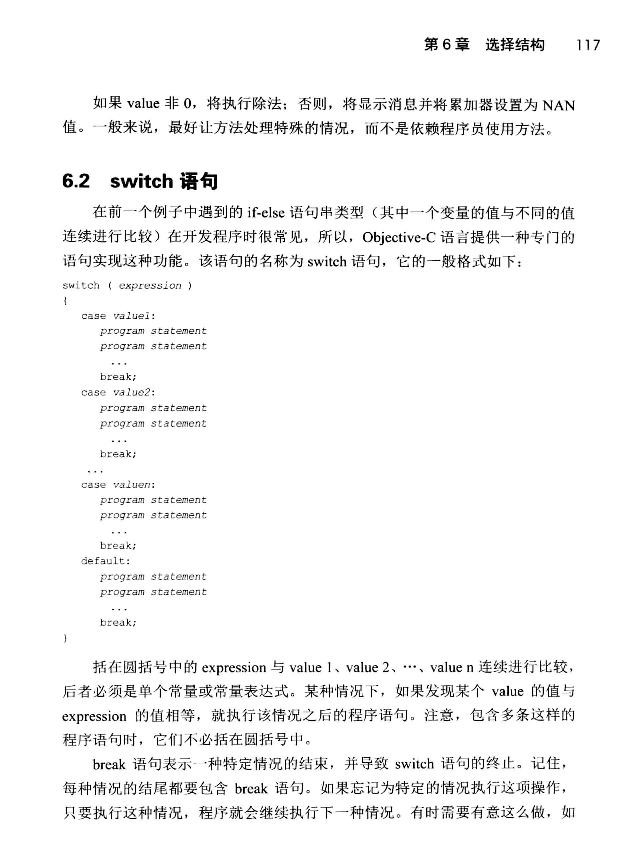 第 6 章 选择结构 117
如果 value 非 0，将执行除法；否则，将显示消息并将累加器设置为 NAN
值。一般来说，最好让方法处理特殊的情况，而不是依赖程序员使用方法。
6.2 switch 语句
在前一个例子中遇到的 if-else 语句串类型（其中一个变量的值与不同的值
连续进行比较）在开发程序时很常见，所以，Objective-C 语言提供一种专门的
语句实现这种功能。该语句的名称为 switch 语句，它的一般格式如下：
switch ( expression )
{
case value1:
program statement
program statement
...
break;
case value2:
program statement
program statement
...
break;
...
case valuen:
program statement
program statement
...
break;
default:
program statement
program statement
...
break;
}
括在圆括号中的 expression 与 value 1、value 2、…、value n 连续进行比较，
后者必须是单个常量或常量表达式。某种情况下，如果发现某个 value 的值与
expression 的值相等，就执行该情况之后的程序语句。注意，包含多条这样的
程序语句时，它们不必括在圆括号中。
break 语句表示一种特定情况的结束，并导致 switch 语句的终止。记住，
每种情况的结尾都要包含 break 语句。如果忘记为特定的情况执行这项操作，
只要执行这种情况，程序就会继续执行下一种情况。有时需要有意这么做，如